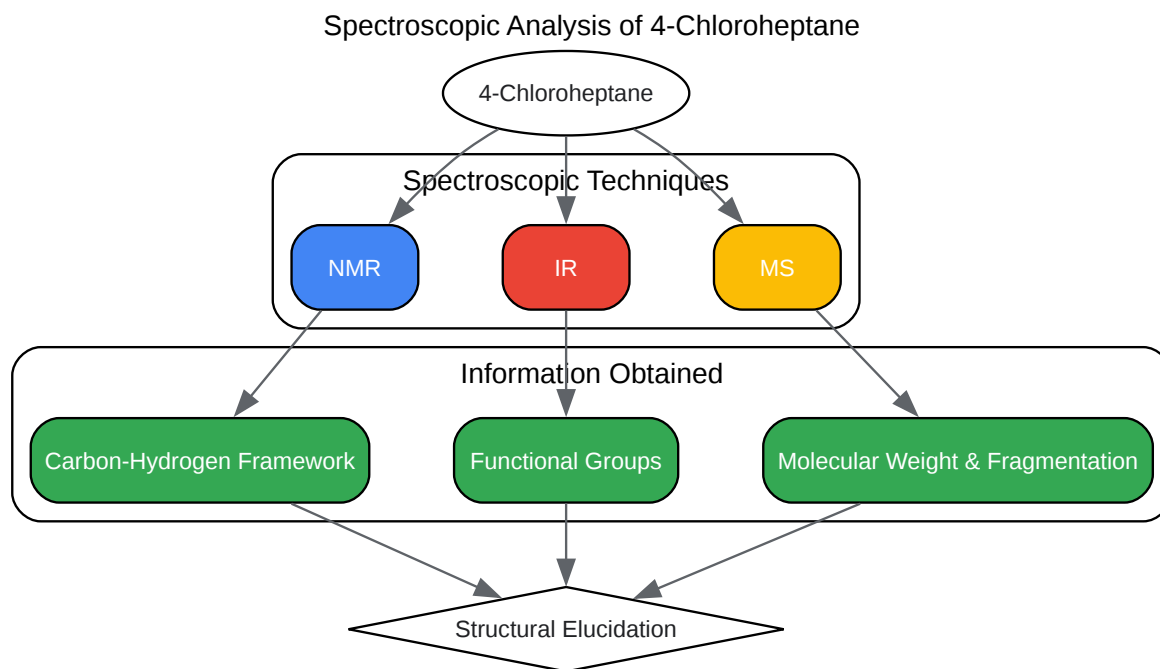 Spectroscopic Analysis of 4-Chloroheptane
4-Chloroheptane
Spectroscopic Techniques
NMR
IR
MS
Information Obtained
Carbon-Hydrogen Framework
Functional Groups
Molecular Weight & Fragmentation
Structural Elucidation